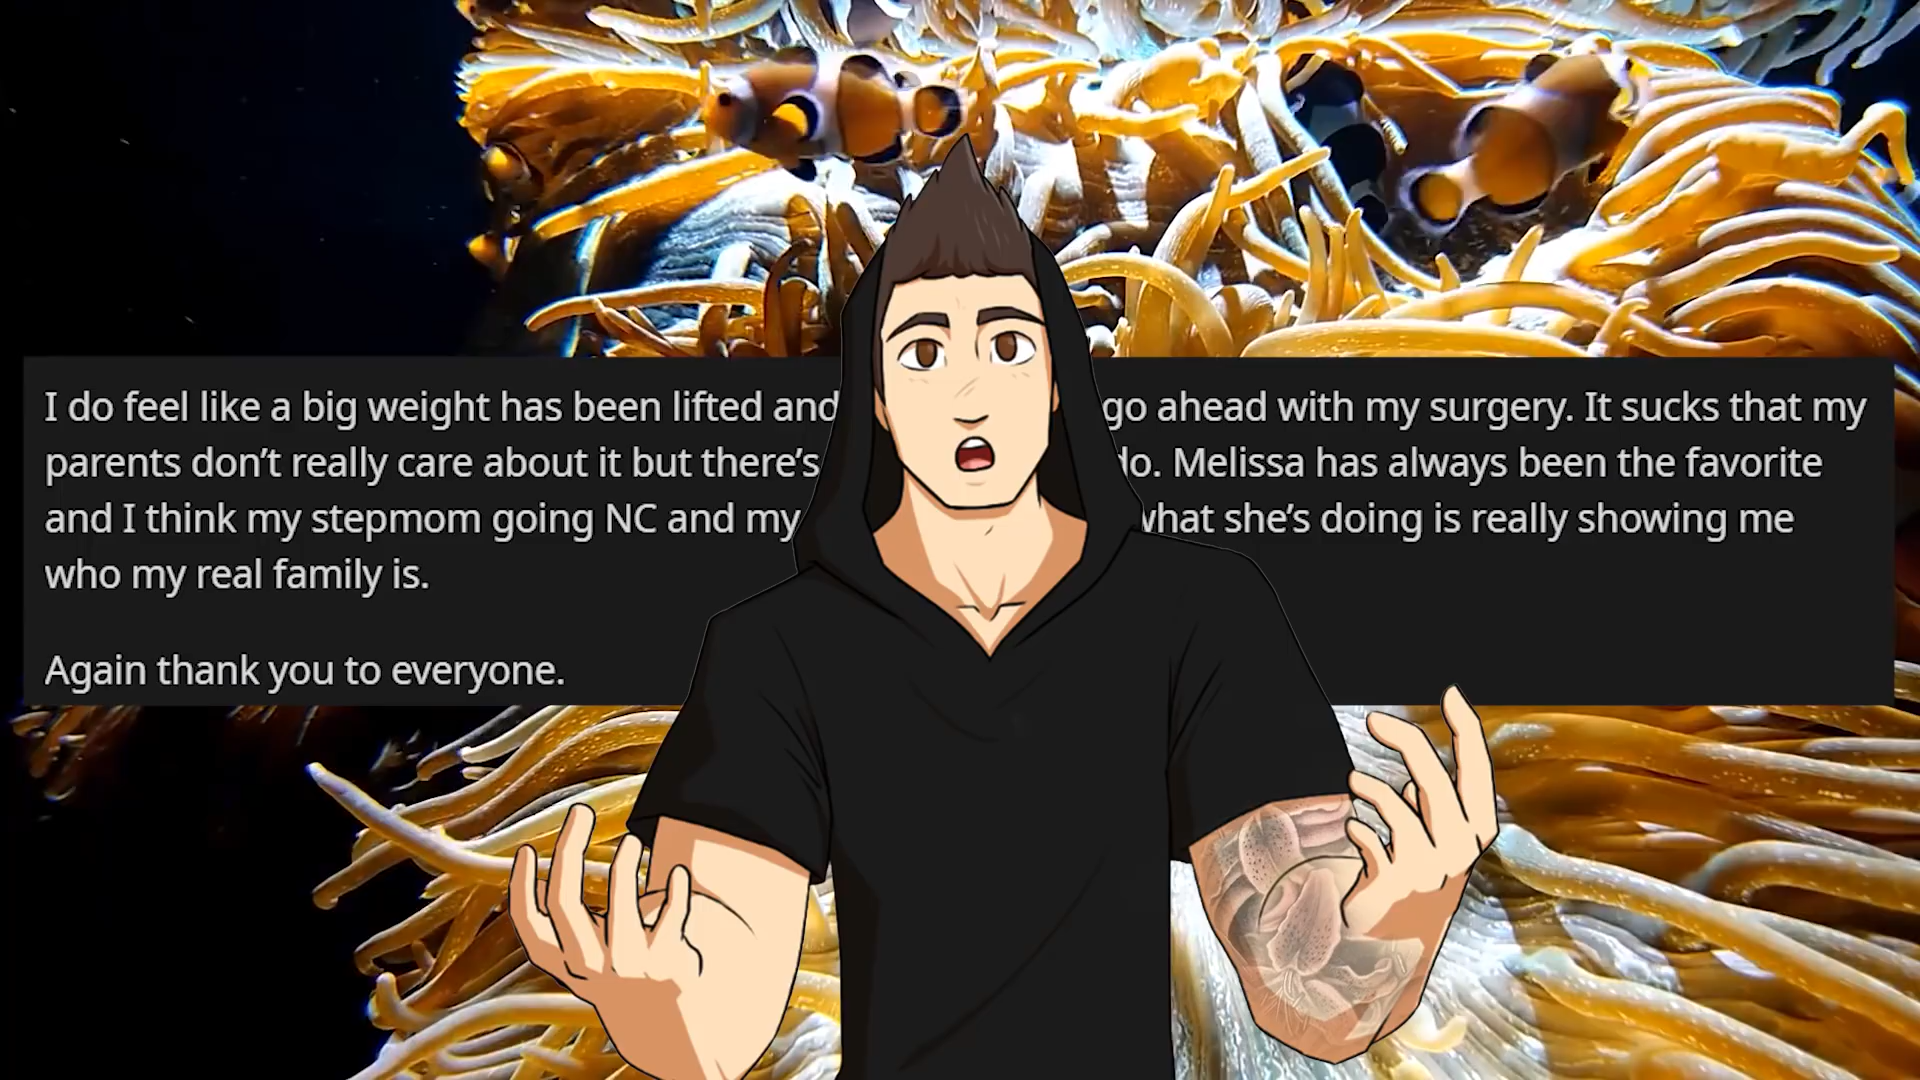 I do feel like a big weight has been lifted and go ahead with my surgery. It sucks that my
parents don’t really care about it but there’s do. Melissa has always been the favorite
and I think my stepmom going NC and my what she’s doing is really showing me
who my real family is.
Again thank you to everyone.